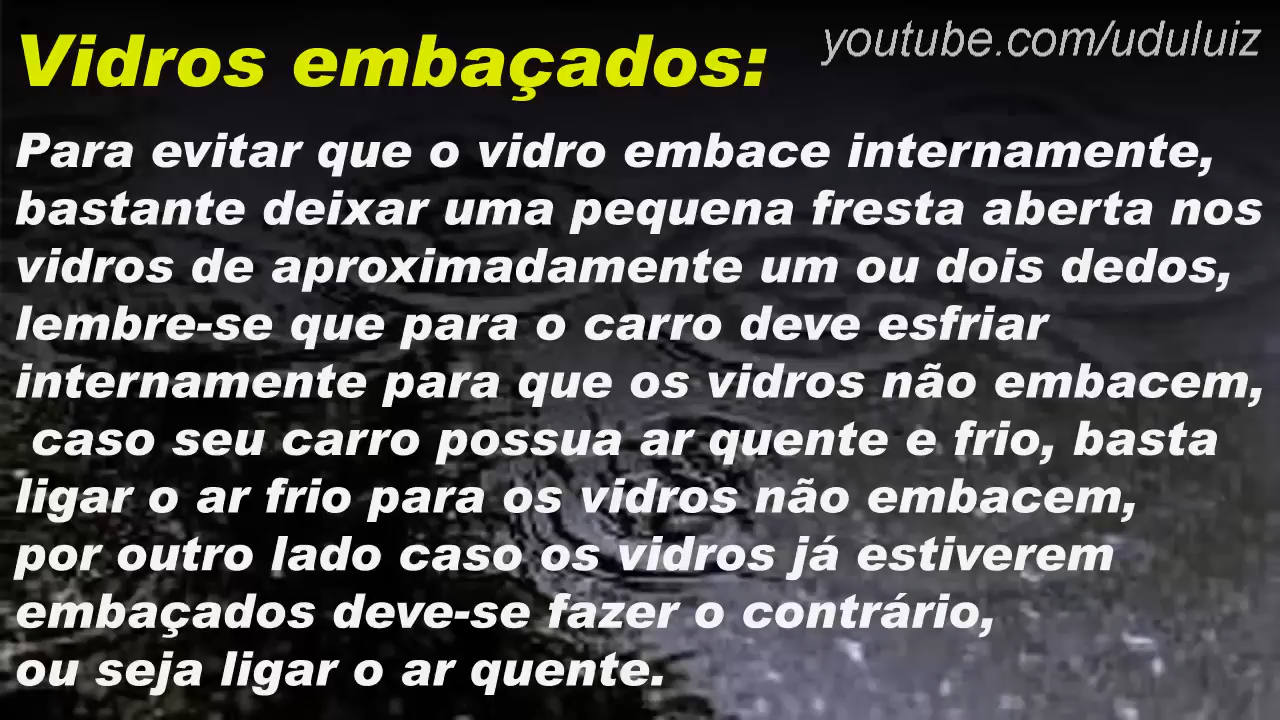 Vidros embaçados:
youtube.com/uduluiz
Para evitar que o vidro embace internamente,
bastante deixar uma pequena fresta aberta nos
vidros de aproximadamente um ou dois dedos,
lembre-se que para o carro deve esfriar
internamente para que os vidros não embacem,
caso seu carro possua ar quente e frio, basta
ligar o ar frio para os vidros não embacem,
por outro lado caso os vidros já estiverem
embaçados deve-se fazer o contrário,
ou seja ligar o ar quente.